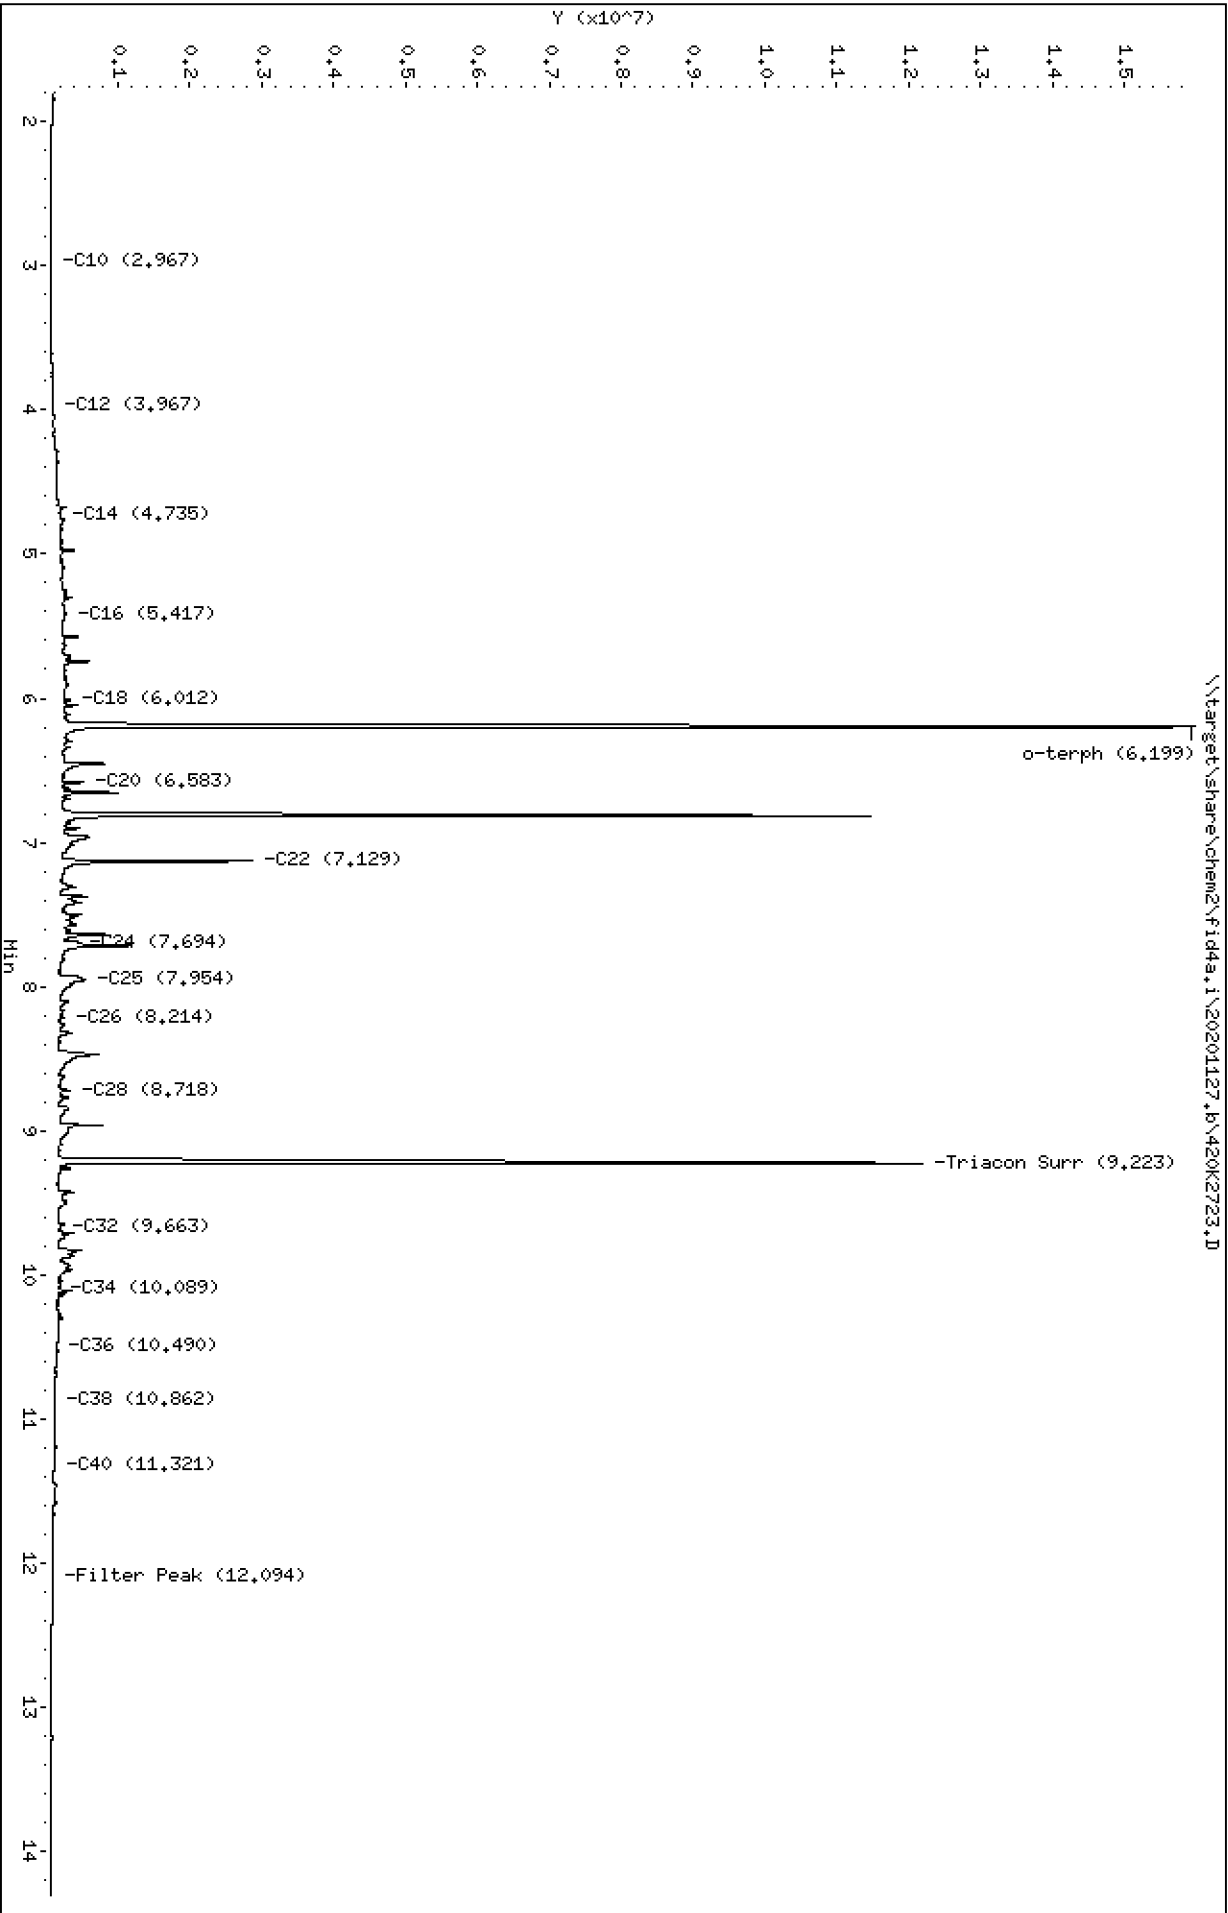 \\target\share\chem2\fid4a.i\20201127.b\420K2723.D
Y (x10^7)
1.5
1.4
1.3
1.2
1.1
1.0
0.9
0.8
0.7
0.6
0.5
0.4
0.3
0.2
0.1
-C10 (2.967)
-C12 (3.967)
-C14 (4.735)
-C16 (5.417)
-C18 (6.012)
o-terph (6.199)
-C20 (6.583)
-C22 (7.129)
-C24 (7.694)
-C25 (7.954)
-C26 (8.214)
-C28 (8.718)
-Triacon Surr (9.223)
-C32 (9.663)
-C34 (10.089)
-C36 (10.490)
-C38 (10.862)
-C40 (11.321)
-Filter Peak (12.094)
2
3
4
5
6
7
8
9
10
11
12
13
14
Min